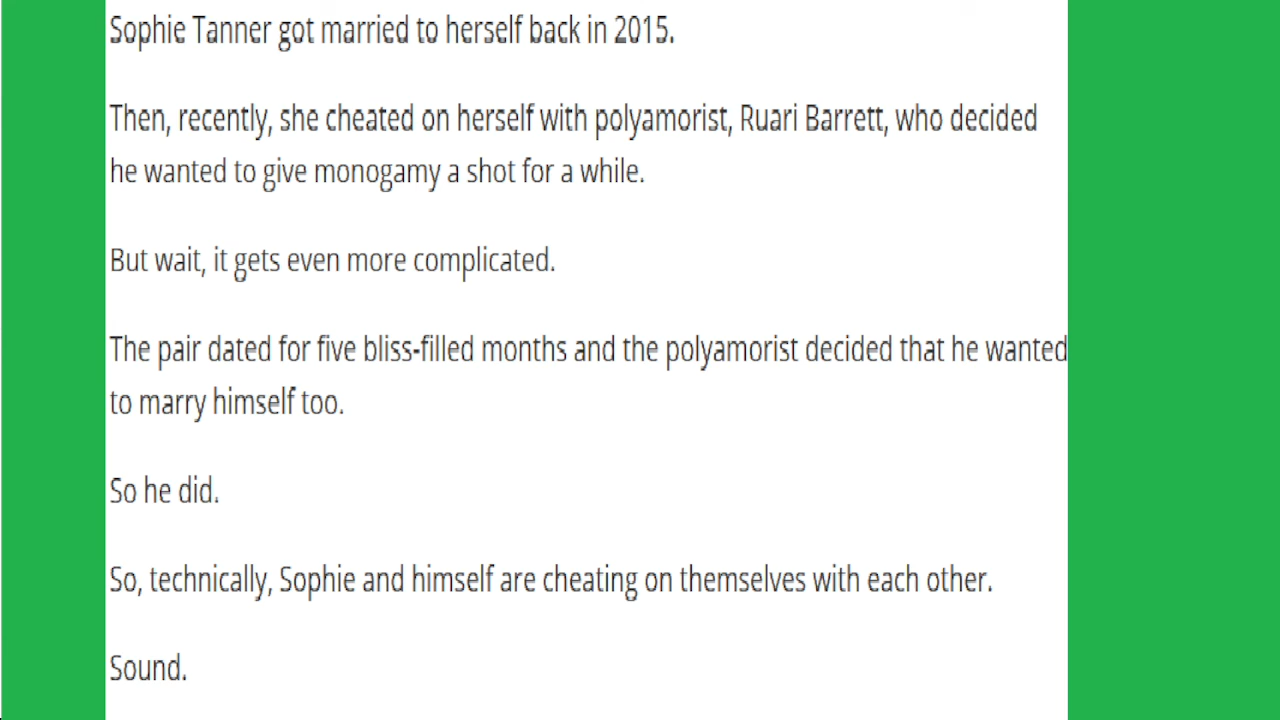 Sophie Tanner got married to herself back in 2015.
Then, recently, she cheated on herself with polyamorist, Ruari Barrett, who decided
he wanted to give monogamy a shot for a while.
But wait, it gets even more complicated.
The pair dated for five bliss-filled months and the polyamorist decided that he wanted
to marry himself too.
So he did.
So, technically, Sophie and himself are cheating on themselves with each other.
Sound.